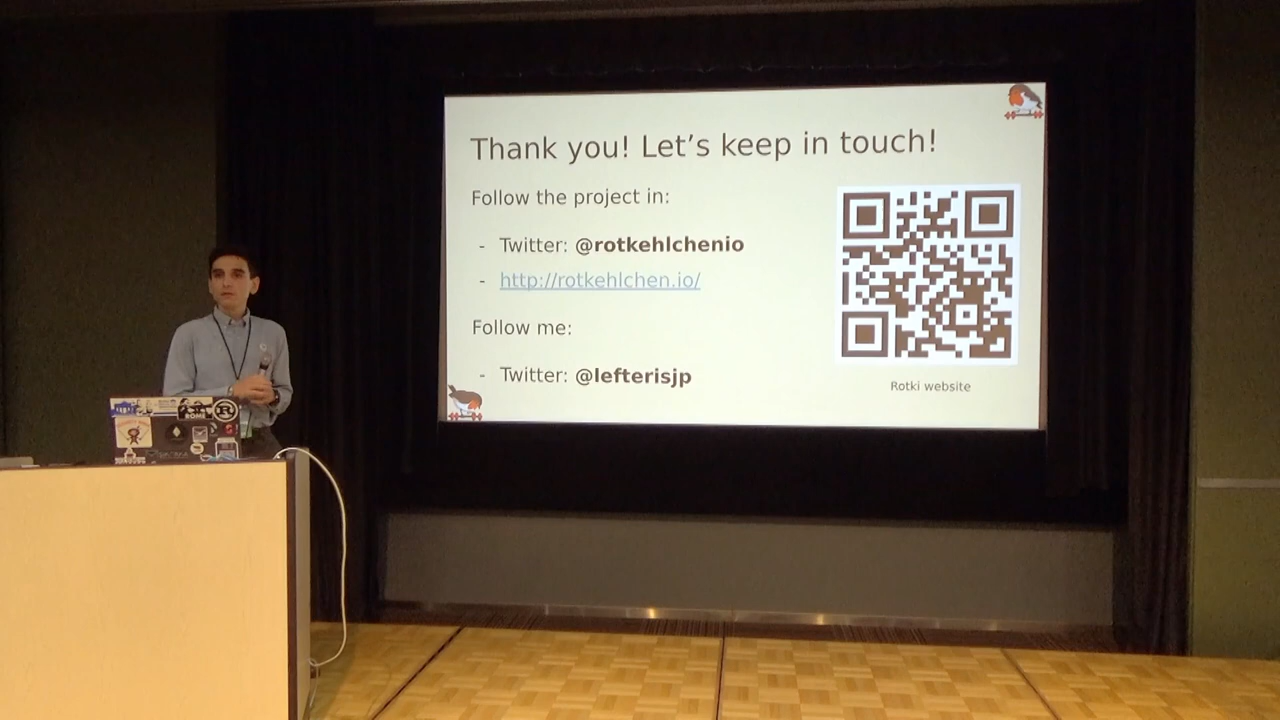 Thank you! Let’s keep in touch!
Follow the project in:
- Twitter: @rotkehlchenio
- http://rotkehlchen.io/
Follow me:
- Twitter: @lefterisjp
Rotki website
ROME
R